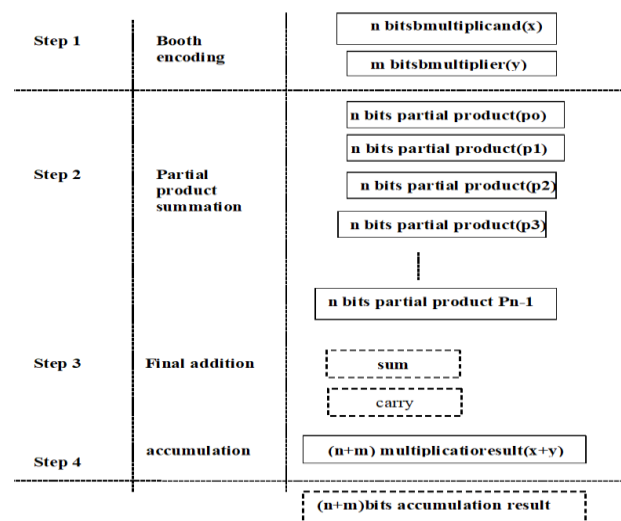 Step 1
Booth
encoding
n bitsbmultiplicand(x)
m bitsbmultiplier(y)
Step 2
Partial
product
summation
n bits partial product(po)
n bits partial product(p1)
n bits partial product(p2)
n bits partial product(p3)
n bits partial product Pn-1
Step 3
Final addition
sum
carry
Step 4
accumulation
(n+m) multiplicatioresult(x+y)
(n+m)bits accumulation result